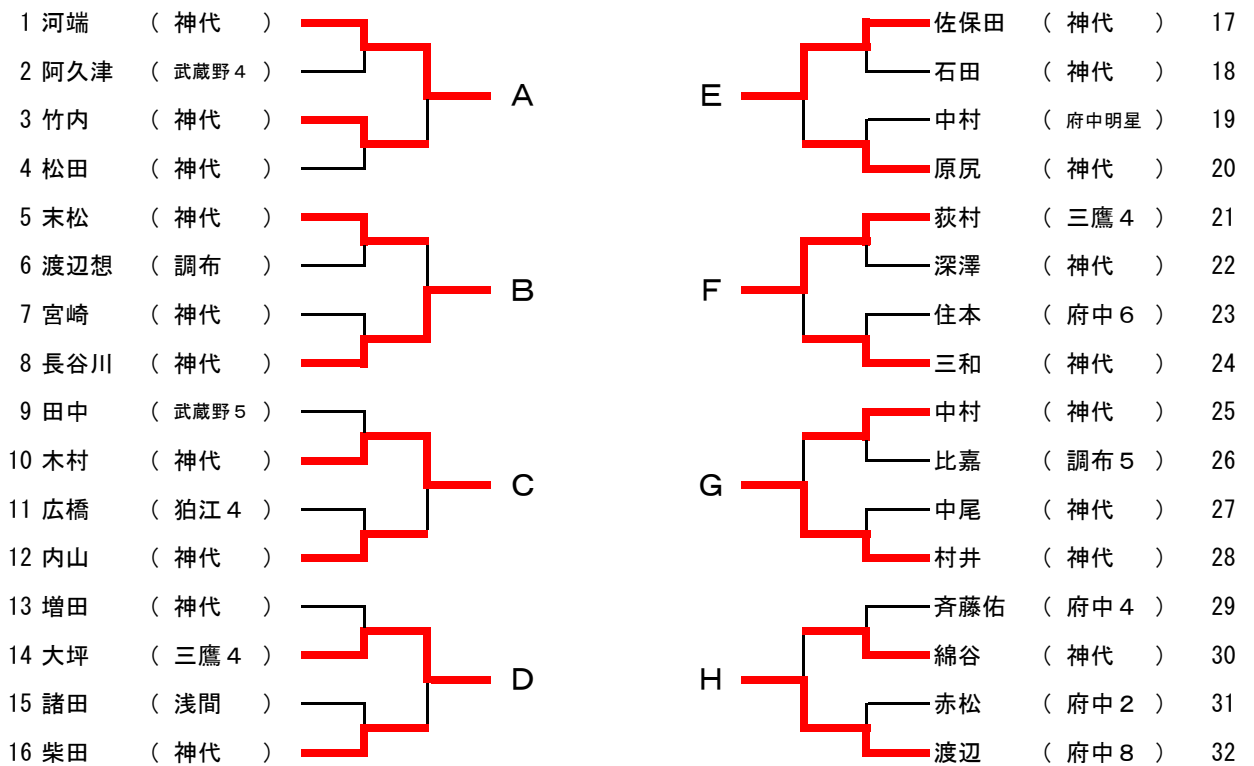 1 河端 （ 神代 ） 佐保田 （ 神代 ） 17
2 阿久津 （ 武蔵野４ ） 石田 （ 神代 ） 18
A E
3 竹内 （ 神代 ） 中村 （ 府中明星 ） 19
4 松田 （ 神代 ） 原尻 （ 神代 ） 20
5 末松 （ 神代 ） 荻村 （ 三鷹４ ） 21
6 渡辺想 （ 調布 ） 深澤 （ 神代 ） 22
B F
7 宮崎 （ 神代 ） 住本 （ 府中６ ） 23
8 長谷川 （ 神代 ） 三和 （ 神代 ） 24
9 田中 （ 武蔵野５ ） 中村 （ 神代 ） 25
10 木村 （ 神代 ） 比嘉 （ 調布５ ） 26
C G
11 広橋 （ 狛江４ ） 中尾 （ 神代 ） 27
12 内山 （ 神代 ） 村井 （ 神代 ） 28
13 増田 （ 神代 ） 斉藤佑 （ 府中４ ） 29
14 大坪 （ 三鷹４ ） 綿谷 （ 神代 ） 30
D H
15 諸田 （ 浅間 ） 赤松 （ 府中２ ） 31
16 柴田 （ 神代 ） 渡辺 （ 府中８ ） 32